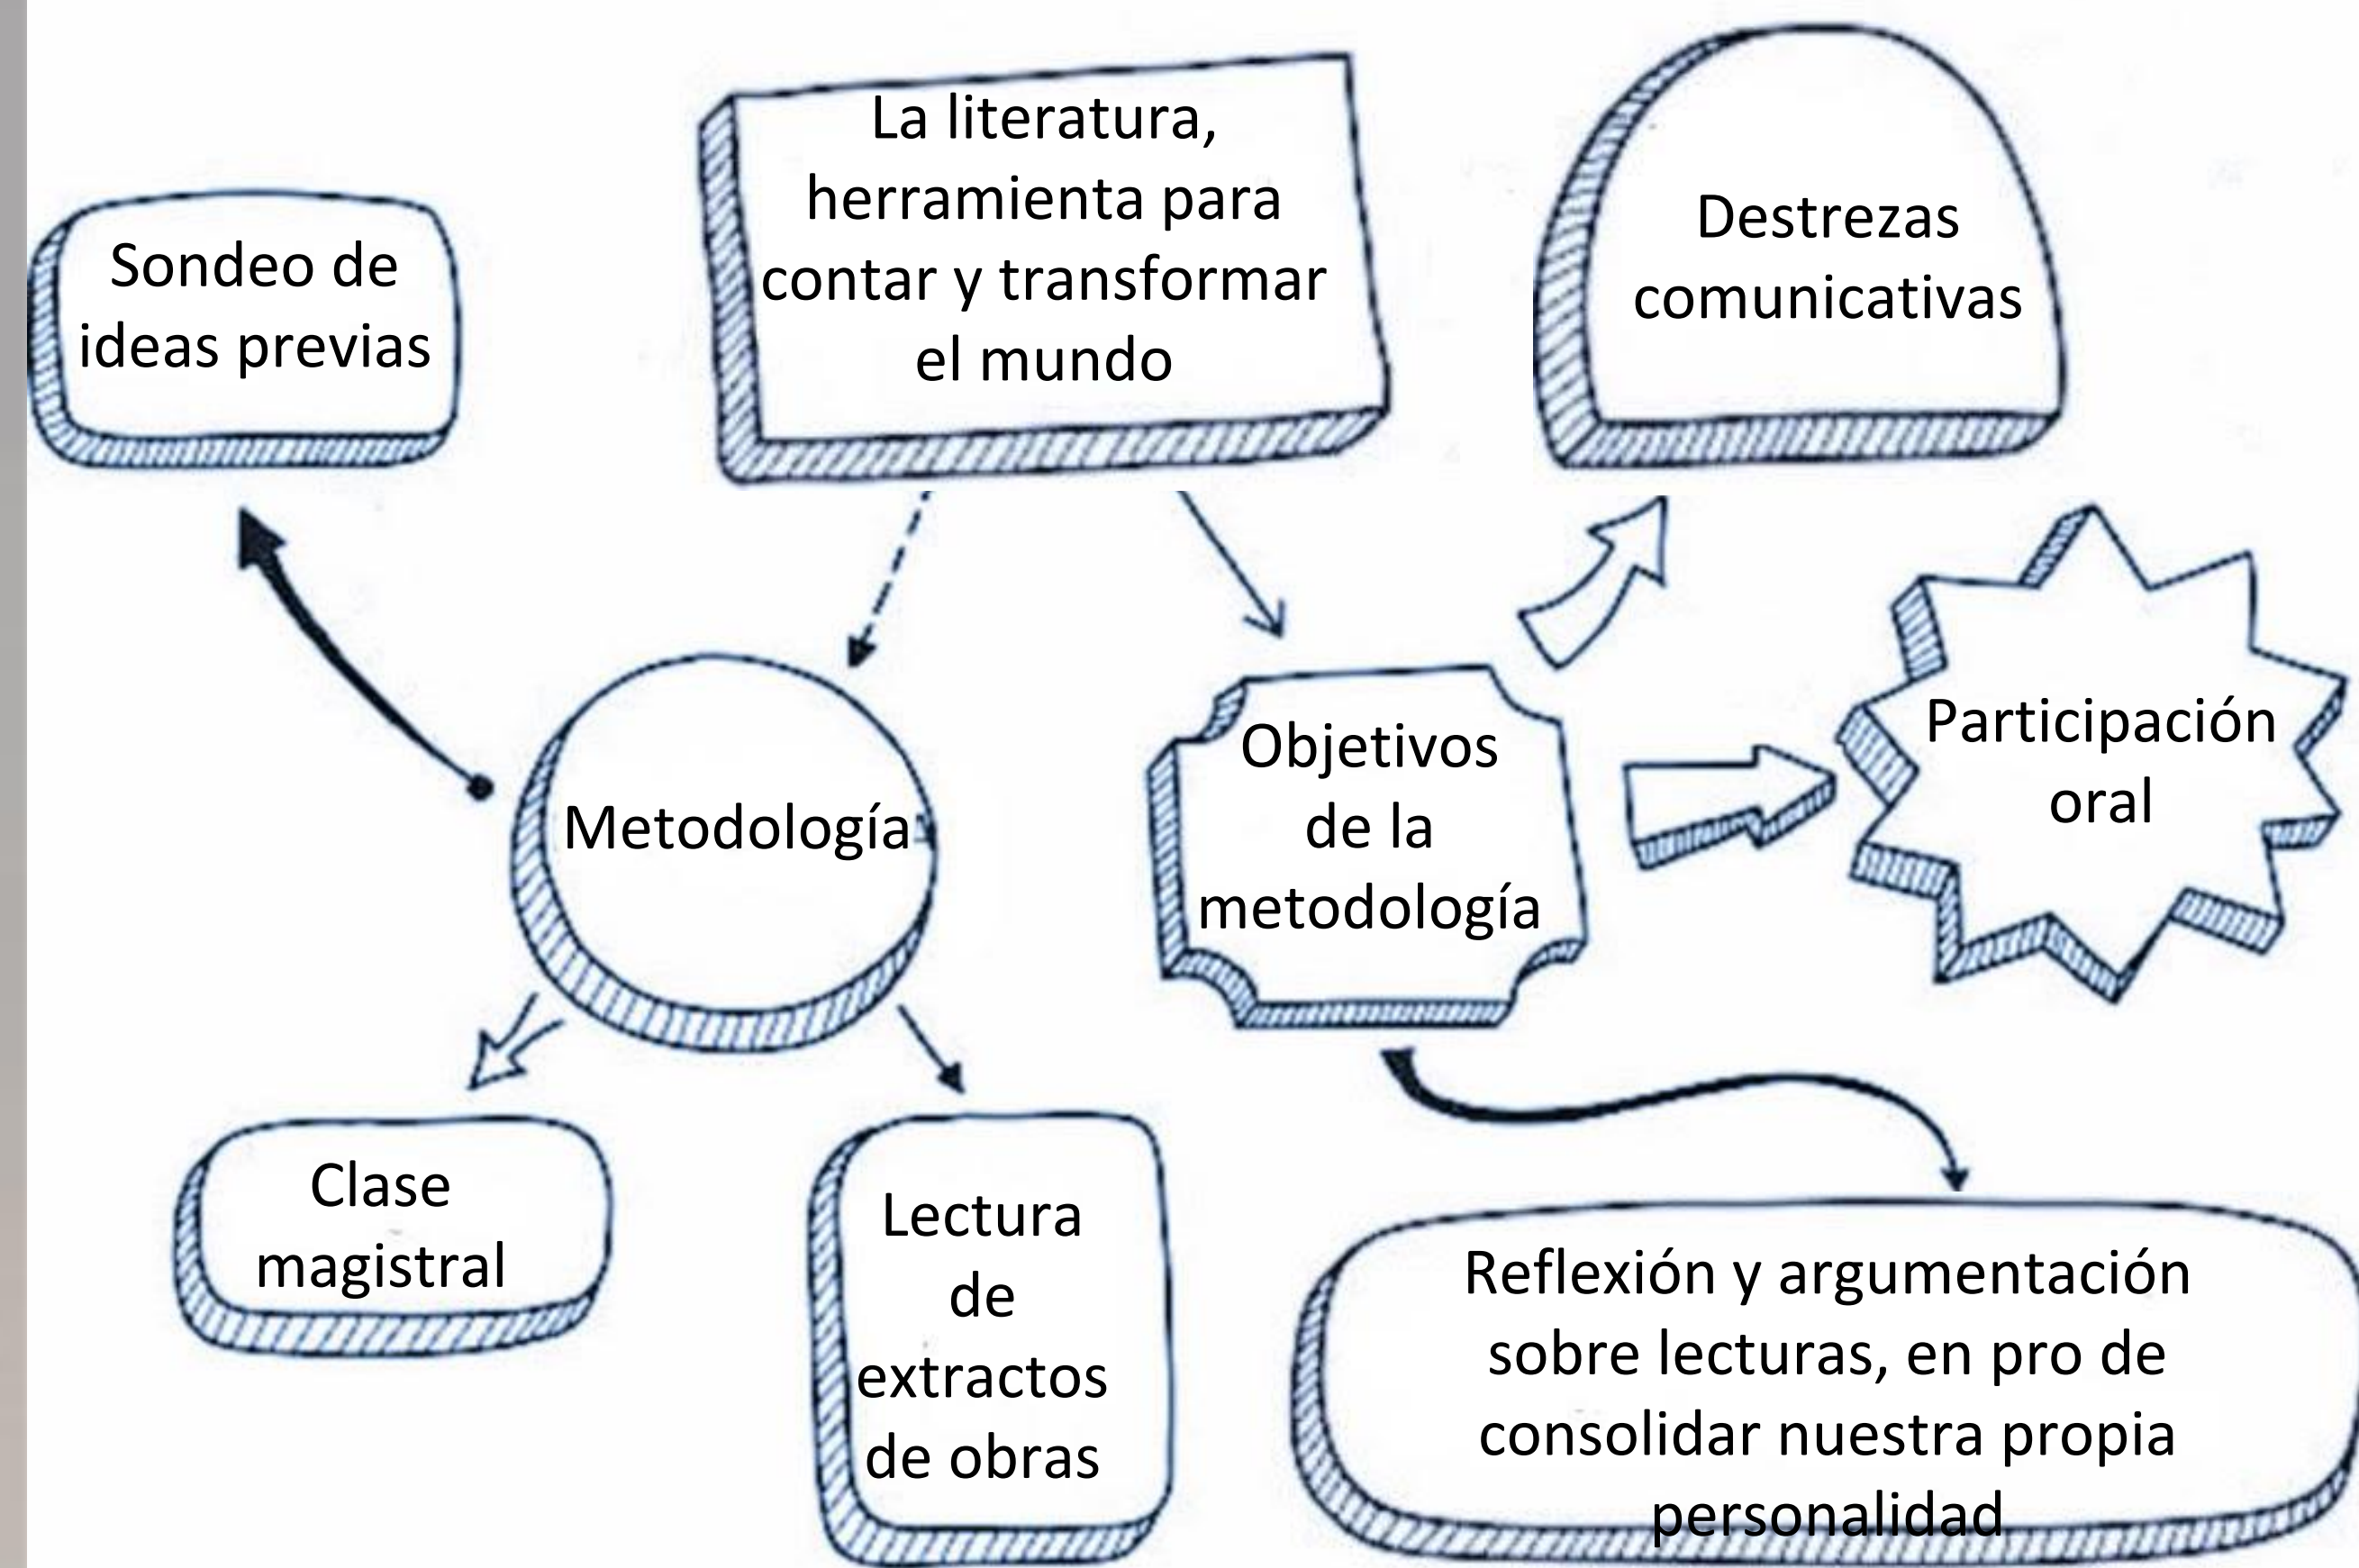 La literatura,
herramienta para
contar y transformar
el mundo
Sondeo de
ideas previas
Destrezas
comunicativas
Metodología
Objetivos
de la
metodología
Participación
oral
Clase
magistral
Lectura
de
extractos
de obras
Reflexión y argumentación
sobre lecturas, en pro de
consolidar nuestra propia
personalidad